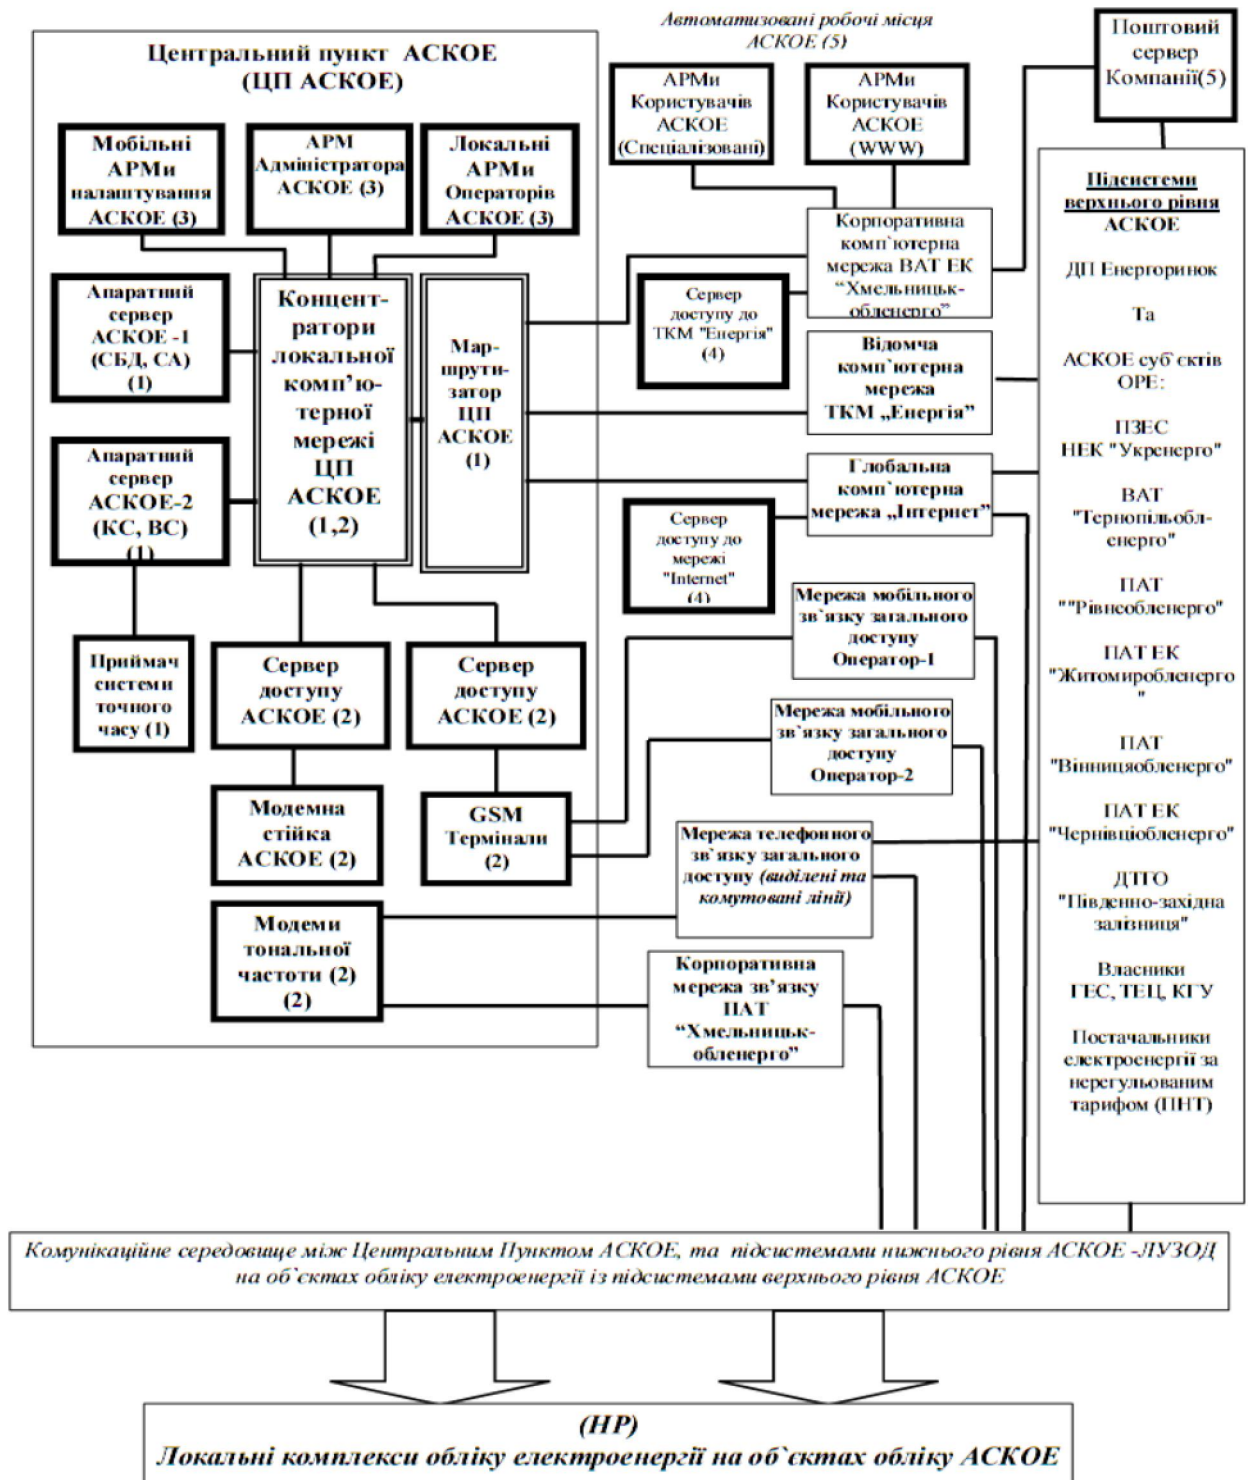 Автоматизовані робочі місця
АСКОЕ (5)
Поштовий
сервер
Компанії(5)
Центральний пункт АСКОЕ
(ЦП АСКОЕ)
АРМи
Користувачів
АСКОЕ
(Спеціалізовані)
АРМи
Користувачів
АСКОЕ
(WWW)
Мобільні
АРМи
налаштування
АСКОЕ (3)
АРМ
Адміністратора
АСКОЕ (3)
Локальні
АРМи
Операторів
АСКОЕ (3)
Апаратний
сервер
АСКОЕ -1
(СБД, СА)
(1)
Апаратний
сервер
АСКОЕ-2
(КС, ВС)
(1)
Концент-
ратори
локальної
комп’ю-
терної
мережі
ЦП
АСКОЕ
(1,2)
Мар-
шрути-
затор
ЦП
АСКОЕ
(1)
Корпоративна
комп`ютерна
мережа ВАТ ЕК
“Хмельницьк-
обленерго”
Сервер
доступу до
ТКМ "Енергія"
(4)
Відомча
комп`ютерна
мережа
ТКМ „Енергія”
Глобальна
комп`ютерна
мережа „Інтернет”
Сервер
доступу до
мережі
"Internet"
(4)
Приймач
системи
точного
часу (1)
Сервер
доступу
АСКОЕ (2)
Сервер
доступу
АСКОЕ (2)
Модемна
стійка
АСКОЕ (2)
GSM
Термінали
(2)
Модеми
тональної
частоти (2)
(2)
Мережа мобільного
зв`язку загального
доступу
Оператор-1
Мережа мобільного
зв`язку загального
доступу
Оператор-2
Мережа телефонного
зв`язку загального
доступу (виділені та
комутовані лінії)
Корпоративна
мережа зв’язку
ПАТ
“Хмельницьк-
обленерго”
Підсистеми
верхнього рівня
АСКОЕ
ДП Енергоринок
Та
АСКОЕ суб`єктів
ОРЕ:
ПЗЕС
НЕК "Укренерго"
ВАТ
"Тернопільобл-
енерго"
ПАТ
""Рівнеобленерго"
ПАТ ЕК
"Житомиробленерго
"
ПАТ
"Вінницяобленерго"
ПАТ ЕК
"Чернівціобленерго"
ДТГО
"Південно-західна
залізниця"
Власники
ГЕС, ТЕЦ, КГУ
Постачальники
електроенергії за
нерегульованим
тарифом (ПНТ)
Комунікаційне середовище між Центральним Пунктом АСКОЕ, та підсистемами нижнього рівня АСКОЕ -ЛУЗОД
на об`єктах обліку електроенергії із підсистемами верхнього рівня АСКОЕ
(НР)
Локальні комплекси обліку електроенергії на об`єктах обліку АСКОЕ